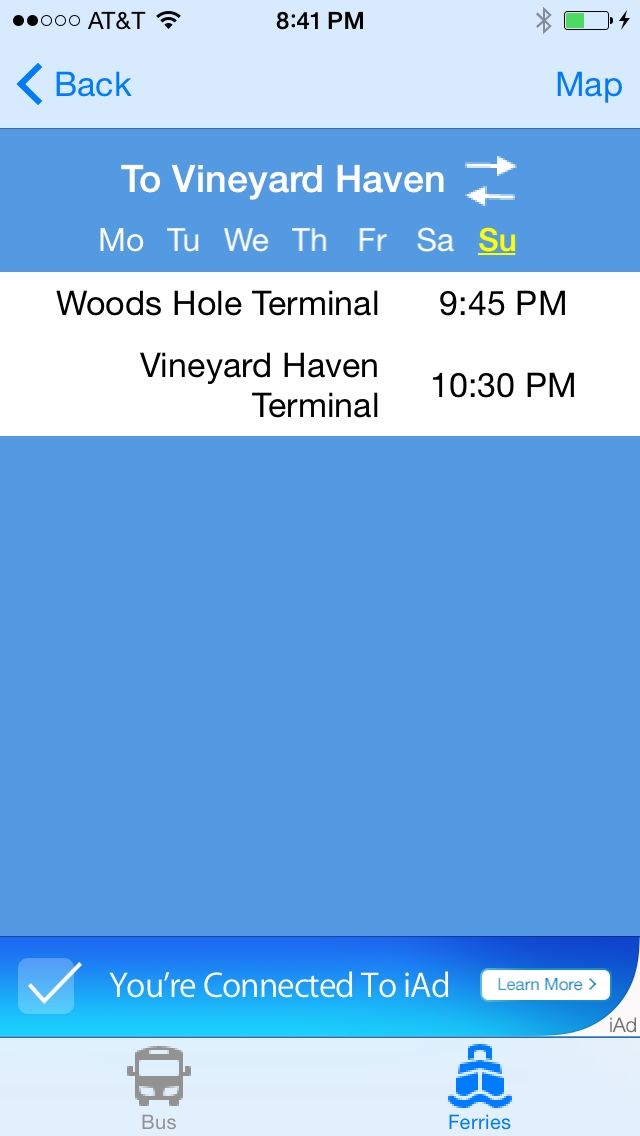 AT&T 8:41 PM
Back Map
To Vineyard Haven
Mo Tu We Th Fr Sa Su
Woods Hole Terminal 9:45 PM
Vineyard Haven
Terminal 10:30 PM
You're Connected To iAd Learn More >
iAd
Bus Ferries